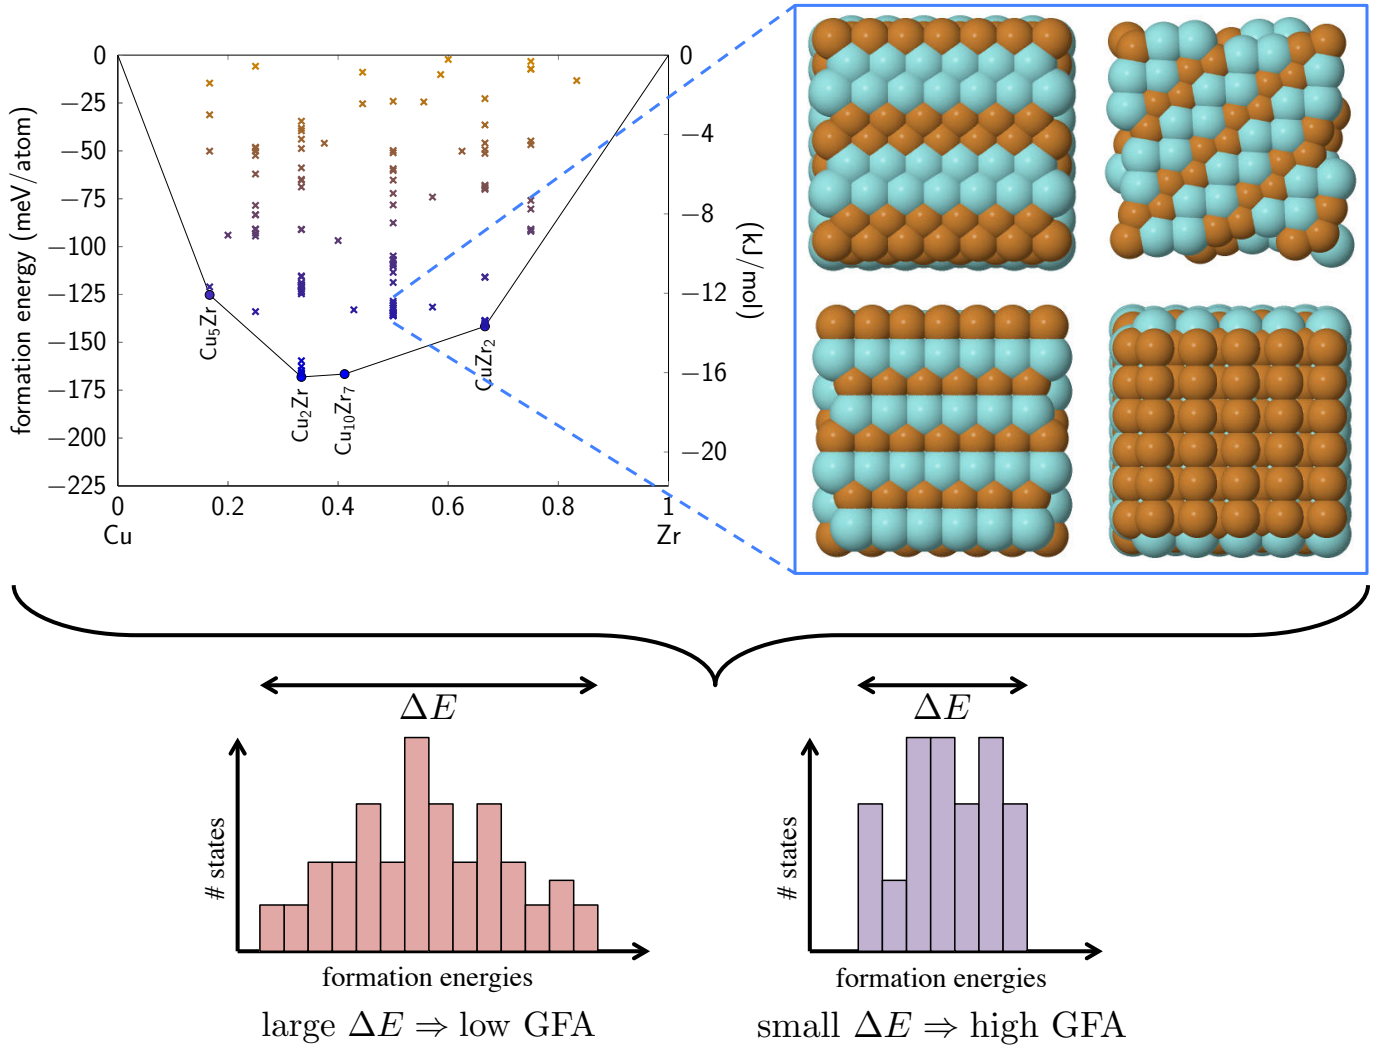 formation energy (meV/atom)
0
−25
−50
−75
−100
−125
−150
−175
−200
−225
0
0.2
0.4
0.6
0.8
1
Cu
Zr
0
−4
−8
−12
−16
−20
(kJ/mol)
Cu₅Zr
Cu₂Zr
Cu₁₀Zr₇
CuZr₂
ΔE
# states
formation energies
large ΔE ⇒ low GFA
ΔE
# states
formation energies
small ΔE ⇒ high GFA